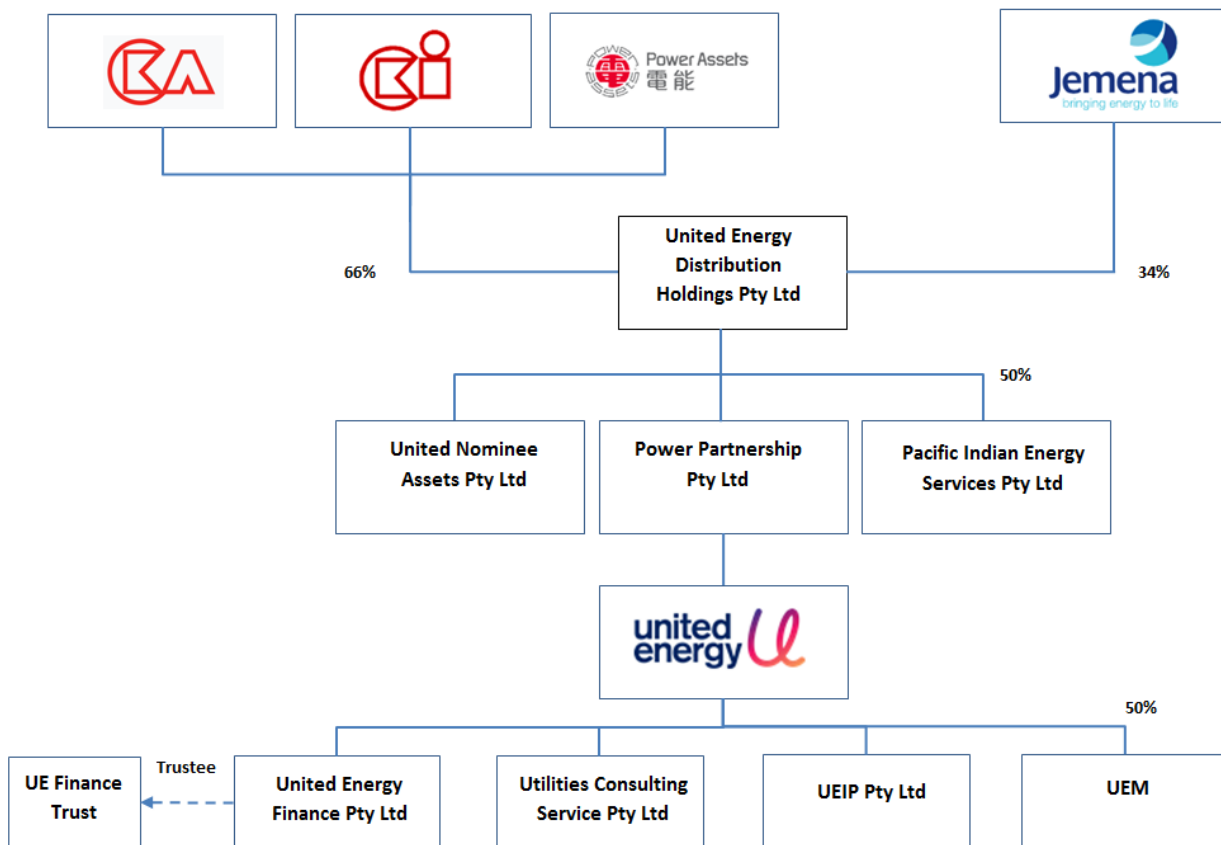 CKA
CKi
POWER ASSETS
Power Assets
電能
Jemena
bringing energy to life
United Energy
Distribution
Holdings Pty Ltd
66%
34%
50%
United Nominee
Assets Pty Ltd
Power Partnership
Pty Ltd
Pacific Indian Energy
Services Pty Ltd
united
energy
50%
UE Finance
Trust
Trustee
United Energy
Finance Pty Ltd
Utilities Consulting
Service Pty Ltd
UEIP Pty Ltd
UEM